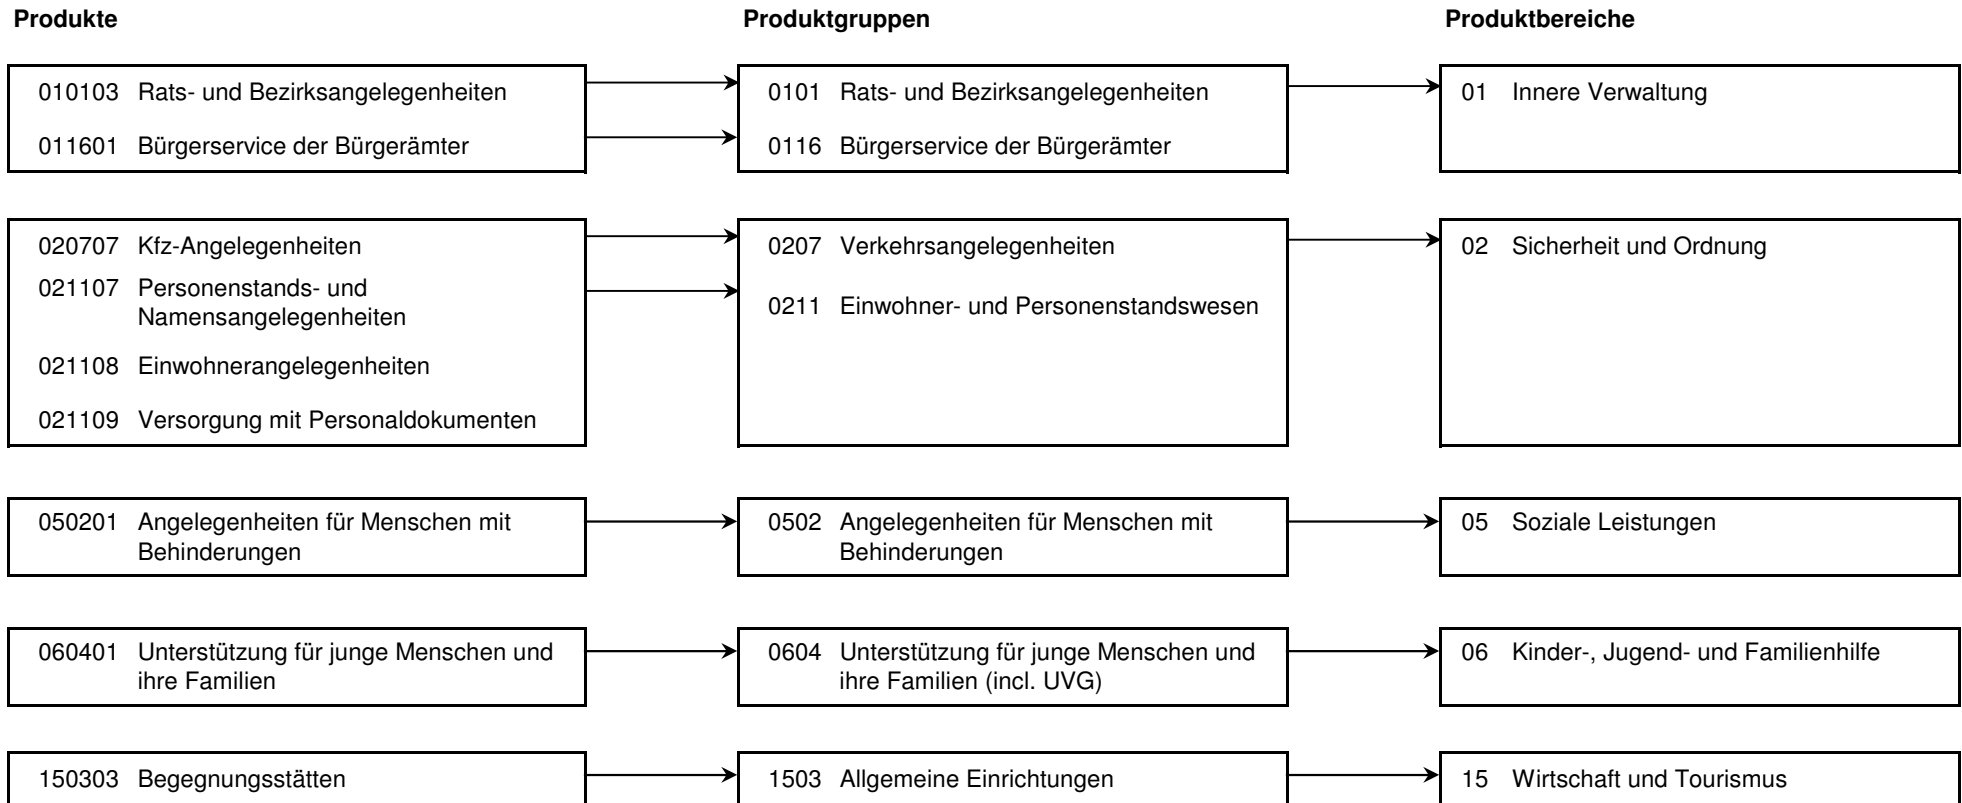 Produkte Produktgruppen Produktbereiche
010103 Rats- und Bezirksangelegenheiten 0101 Rats- und Bezirksangelegenheiten 01 Innere Verwaltung
011601 Bürgerservice der Bürgerämter 0116 Bürgerservice der Bürgerämter
020707 Kfz-Angelegenheiten 0207 Verkehrsangelegenheiten 02 Sicherheit und Ordnung
021107 Personenstands- und
Namensangelegenheiten
0211 Einwohner- und Personenstandswesen
021108 Einwohnerangelegenheiten
021109 Versorgung mit Personaldokumenten
050201 Angelegenheiten für Menschen mit 0502 Angelegenheiten für Menschen mit 05 Soziale Leistungen
Behinderungen Behinderungen
060401 Unterstützung für junge Menschen und 0604 Unterstützung für junge Menschen und 06 Kinder-, Jugend- und Familienhilfe
ihre Familien ihre Familien (incl. UVG)
150303 Begegnungsstätten 1503 Allgemeine Einrichtungen 15 Wirtschaft und Tourismus